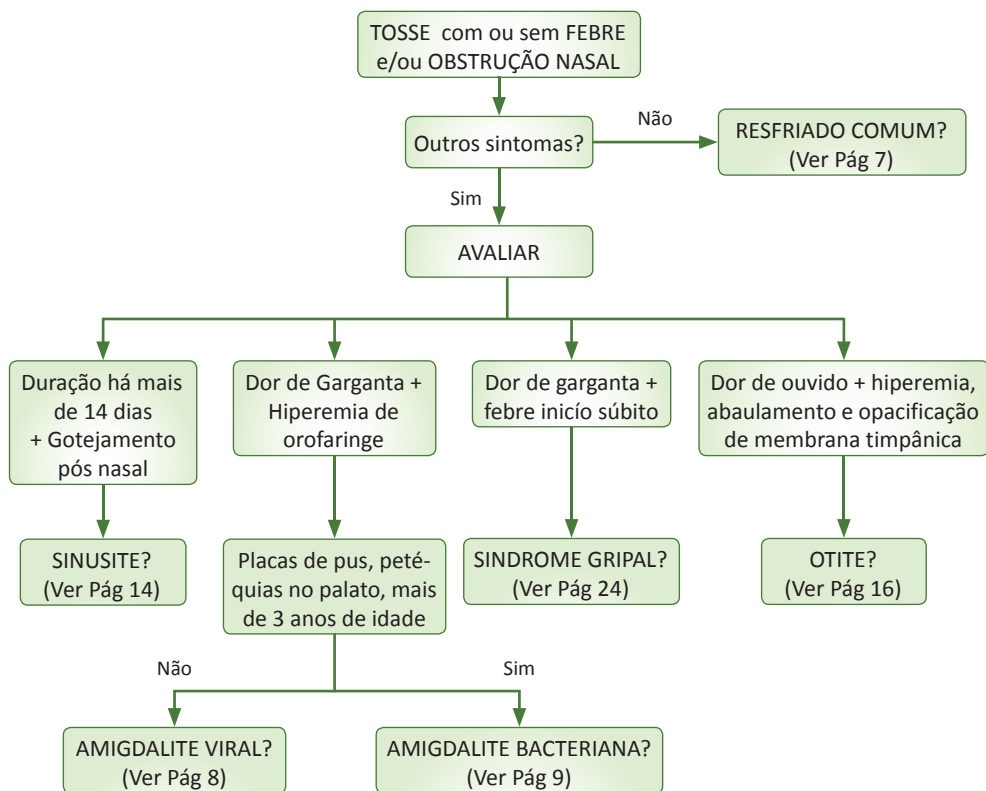 TOSSE com ou sem FEBRE
e/ou OBSTRUÇÃO NASAL
Outros sintomas?
Não
RESFRIADO COMUM?
(Ver Pág 7)
Sim
AVALIAR
Duração há mais
de 14 dias
+ Gotejamento
pós nasal
Dor de Garganta +
Hiperemia de
orofaringe
Dor de garganta +
febre inicío súbito
Dor de ouvido + hiperemia,
abaulamento e opacificação
de membrana timpânica
SINUSITE?
(Ver Pág 14)
Placas de pus, peté-
quias no palato, mais
de 3 anos de idade
SINDROME GRIPAL?
(Ver Pág 24)
OTITE?
(Ver Pág 16)
Não
Sim
AMIGDALITE VIRAL?
(Ver Pág 8)
AMIGDALITE BACTERIANA?
(Ver Pág 9)